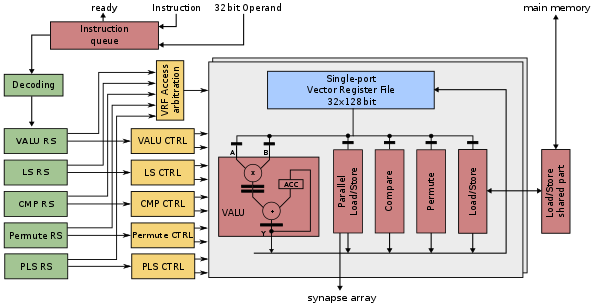 ready
Instruction
32 bit Operand
main memory
Instruction
queue
Decoding
VRF Access
arbitration
Single-port
Vector Register File
32×128 bit
VALU RS
VALU CTRL
LS RS
LS CTRL
CMP RS
CMP CTRL
Permute RS
Permute CTRL
PLS RS
PLS CTRL
A
B
x
ACC
+
VALU
Y
Parallel
Load/Store
Compare
Permute
Load/Store
Load/Store
shared part
synapse array